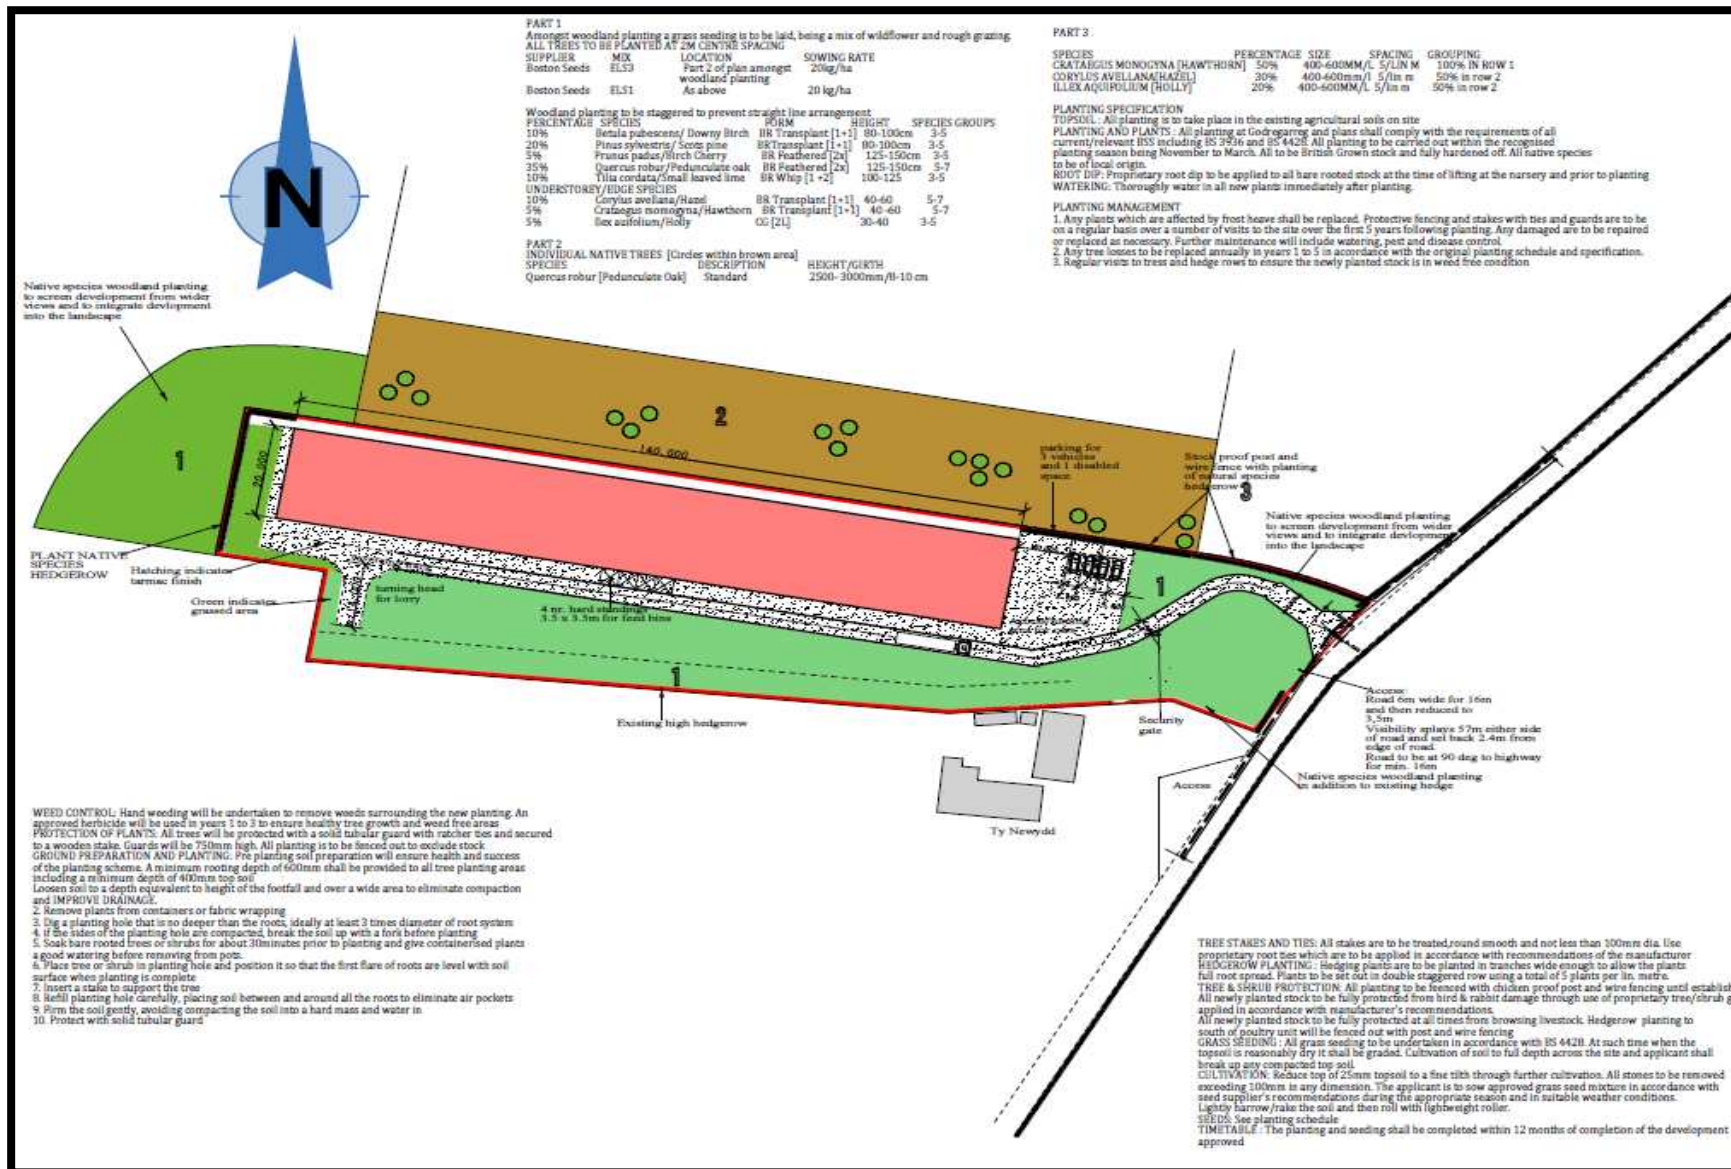 PART 1
Amongst woodland planting a grass seeding is to be laid, being a mix of wildflower and rough grazing.
ALL TREES TO BE PLANTED AT 2M CENTRE SPACING
SUPPLIER MIX LOCATION SOWING RATE
Boston Seeds ELS3 Part 2 of plan amongst 20kg/ha
woodland planting
Boston Seeds ELS1 As above 20 kg/ha
Woodland planting to be staggered to prevent straight line arrangement
PERCENTAGE SPECIES FORM HEIGHT SPECIES GROUPS
10% Betula pubescens/ Downy Birch BR Transplant [1+1] 80-100cm 3-5
20% Pinus sylvestris/ Scots pine BRTransplant [1+1] 80-100cm 3-5
5% Prunus padus/Birch Cherry BR Feathered [2x] 125-150cm 3-5
35% Quercus robur/Pedunculate oak BR Feathered [2x] 125-150cm 5-7
10% Tilia cordata/Small leaved lime BR Whip [1 +2] 100-125 3-5
UNDERSTOREY/EDGE SPECIES
10% Corylus avellana/Hazel BR Transplant [1+1] 40-60 5-7
5% Crataegus momogyna/Hawthorn BR Transplant [1+1] 40-60 5-7
5% /Holly CG [2L] 30-40 3-5
PART 2
INDIVIDUAL NATIVE TREES [Circles within brown area]
SPECIES DESCRIPTION HEIGHT/GIRTH
Quercus robur [Pedunculate Oak] Standard 2500-3000mm/8-10 cm
PART 3
SPECIES PERCENTAGE SIZE SPACING GROUPING
CRATAEGUS MONOGYNA [HAWTHORN] 50% 400-600MM/L 5/LIN M 100% IN ROW 1
CORYLUS AVELLANA[HAZEL] 30% 400-600mm/l 5/lin m 50% in row 2
ILLEX AQUIFOLIUM [HOLLY] 20% 400-600MM/L 5/lin m 50% in row 2
PLANTING SPECIFICATION
TOPSOIL : All planting is to take place in the existing agricultural soils on site
PLANTING AND PLANTS : All planting at Godregarreg and plans shall comply with the requirements of all
current/relevant BSS including BS 3936 and BS 4428. All planting to be carried out within the recognised
planting season being November to March. All to be British Grown stock and fully hardened off. All native species
to be of local origin.
ROOT DIP: Proprietary root dip to be applied to all bare rooted stock at the time of lifting at the nursery and prior to planting
WATERING: Thoroughly water in all new plants immediately after planting.
PLANTING MANAGEMENT
1. Any plants which are affected by frost heave shall be replaced. Protective fencing and stakes with ties and guards are to be
on a regular basis over a number of visits to the site over the first 5 years following planting. Any damaged are to be repaired
or replaced as necessary. Further maintenance will include watering, pest and disease control.
2. Any tree losses to be replaced annually in years 1 to 5 in accordance with the original planting schedule and specification.
3. Regular visits to tress and hedge rows to ensure the newly planted stock is in weed free condition
N
Native species woodland planting
to screen development from wider
views and to integrate devlopment
into the landscape
1
2
140.000
20.000
parking for
3 vehicles
and 1 disabled
space
Stock proof post and
wire fence with planting
of natural species
hedgerow
3
Native species woodland planting
to screen development from wider
views and to integrate devlopment
into the landscape
PLANT NATIVE
SPECIES
HEDGEROW
Hatching indicates
tarmac finish
Green indicates
grassed area
turning head
for lorry
4 nr. hard standings
3.5 x 3.5m for feed bins
1
1
Existing high hedgerow
Security
gate
Access
Road 6m wide for 16m
and then reduced to
3,5m
Visibility splays 57m either side
of road and set back 2.4m from
edge of road.
Road to be at 90 deg to highway
for min. 16m
Native species woodland planting
in addition to existing hedge
Access
Ty Newydd
WEED CONTROL: Hand weeding will be undertaken to remove weeds surrounding the new planting. An
approved herbicide will be used in years 1 to 3 to ensure healthy tree growth and weed free areas
PROTECTION OF PLANTS: All trees will be protected with a solid tubular guard with ratcher ties and secured
to a wooden stake. Guards will be 750mm high. All planting is to be fenced out to exclude stock
GROUND PREPARATION AND PLANTING: Pre planting soil preparation will ensure health and success
of the planting scheme. A minimum rooting depth of 600mm shall be provided to all tree planting areas
including a minimum depth of 400mm top soil
Loosen soil to a depth equivalent to height of the footfall and over a wide area to eliminate compaction
and IMPROVE DRAINAGE.
2. Remove plants from containers or fabric wrapping
3. Dig a planting hole that is no deeper than the roots, ideally at least 3 times diameter of root system
4. if the sides of the planting hole are compacted, break the soil up with a fork before planting
5. Soak bare rooted trees or shrubs for about 30minutes prior to planting and give containerised plants
a good watering before removing from pots.
6. Place tree or shrub in planting hole and position it so that the first flare of roots are level with soil
surface when planting is complete
7. Insert a stake to support the tree
8. Refill planting hole carefully, placing soil between and around all the roots to eliminate air pockets
9. Firm the soil gently, avoiding compacting the soil into a hard mass and water in
10. Protect with solid tubular guard
TREE STAKES AND TIES: All stakes are to be treated,round smooth and not less than 100mm dia. Use
proprietary root ties which are to be applied in accordance with recommendations of the manufacturer
HEDGEROW PLANTING : Hedging plants are to be planted in tranches wide enough to allow the plants
full root spread. Plants to be set out in double staggered row using a total of 5 plants per lin. metre.
TREE & SHRUB PROTECTION: All planting to be feenced with chicken proof post and wire fencing until establish
All newly planted stock to be fully protected from bird & rabbit damage through use of proprietary tree/shrub g
applied in accordance with manufacturer's recommendations.
All newly planted stock to be fully protected at all times from browsing livestock. Hedgerow planting to
south of poultry unit will be fenced out with post and wire fencing
GRASS SEEDING : All grass seeding to be undertaken in accordance with BS 4428. At such time when the
topsoil is reasonably dry it shall be graded. Cultivation of soil to full depth across the site and applicant shall
break up any compacted top soil.
CULTIVATION: Reduce top of 25mm topsoil to a fine tilth through further cultivation. All stones to be removed
exceeding 100mm in any dimension. The applicant is to sow approved grass seed mixture in accordance with
seed supplier's recommendations during the appropriate season and in suitable weather conditions.
Lightly harrow/rake the soil and then roll with lightweight roller.
SEEDS: See planting schedule
TIMETABLE : The planting and seeding shall be completed within 12 months of completion of the development
approved